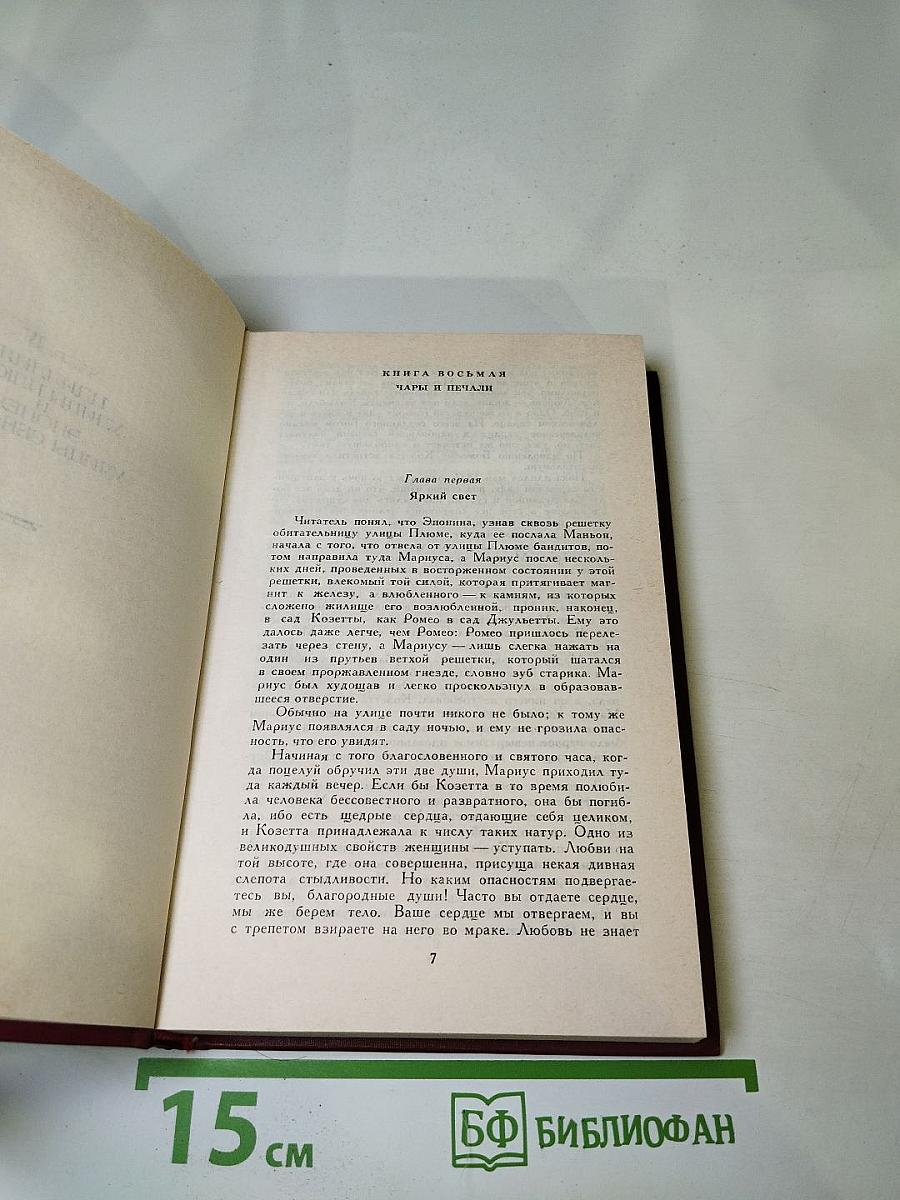 КНИГА ВОСЬМАЯ
ЧАРЫ И ПЕЧАЛИ
Глава первая
Яркий свет
Читатель понял, что Эпонина, узнав сквозь решетку
обитательницу улицы Плюме, куда ее послала Маньон,
начала с того, что отвела от улицы Плюме бандитов, по-
том направила туда Мариуса, а Мариус после несколь-
ких дней, проведенных в восторженном состоянии у этой
решетки, влекомый той силой, которая притягивает маг-
нит к железу, а влюбленного — к камням, из которых
сложено жилище его возлюбленной, проник, наконец,
в сад Козетты, как Ромео в сад Джульетты. Ему это
далось даже легче, чем Ромео: Ромео пришлось переле-
зать через стену, а Мариусу — лишь слегка нажать на
один из прутьев ветхой решетки, который шатался
в своем проржавленном гнезде, словно зуб старика. Ма-
риус был худощав и легко проскользнул в образовав-
шееся отверстие.
Обычно на улице почти никого не было; к тому же
Мариус появлялся в саду ночью, и ему не грозила опас-
ность, что его увидят.
Начиная с того благословенного и святого часа, ког-
да поцелуй обручил эти две души, Мариус приходил ту-
да каждый вечер. Если бы Козетта в то время полюби-
ла человека бессовестного и развратного, она бы погиб-
ла, ибо есть щедрые сердца, отдающие себя целиком,
и Козетта принадлежала к числу таких натур. Одно из
великодушных свойств женщины — уступать. Любви на
той высоте, где она совершенна, присуща некая дивная
слепота стыдливости. Но каким опасностям подвергае-
тесь вы, благородные души! Часто вы отдаете сердце,
мы же берем тело. Ваше сердце мы отвергаем, и вы
с трепетом взираете на него во мраке. Любовь не знает
7
15 см
БФ БИБЛИОФАН